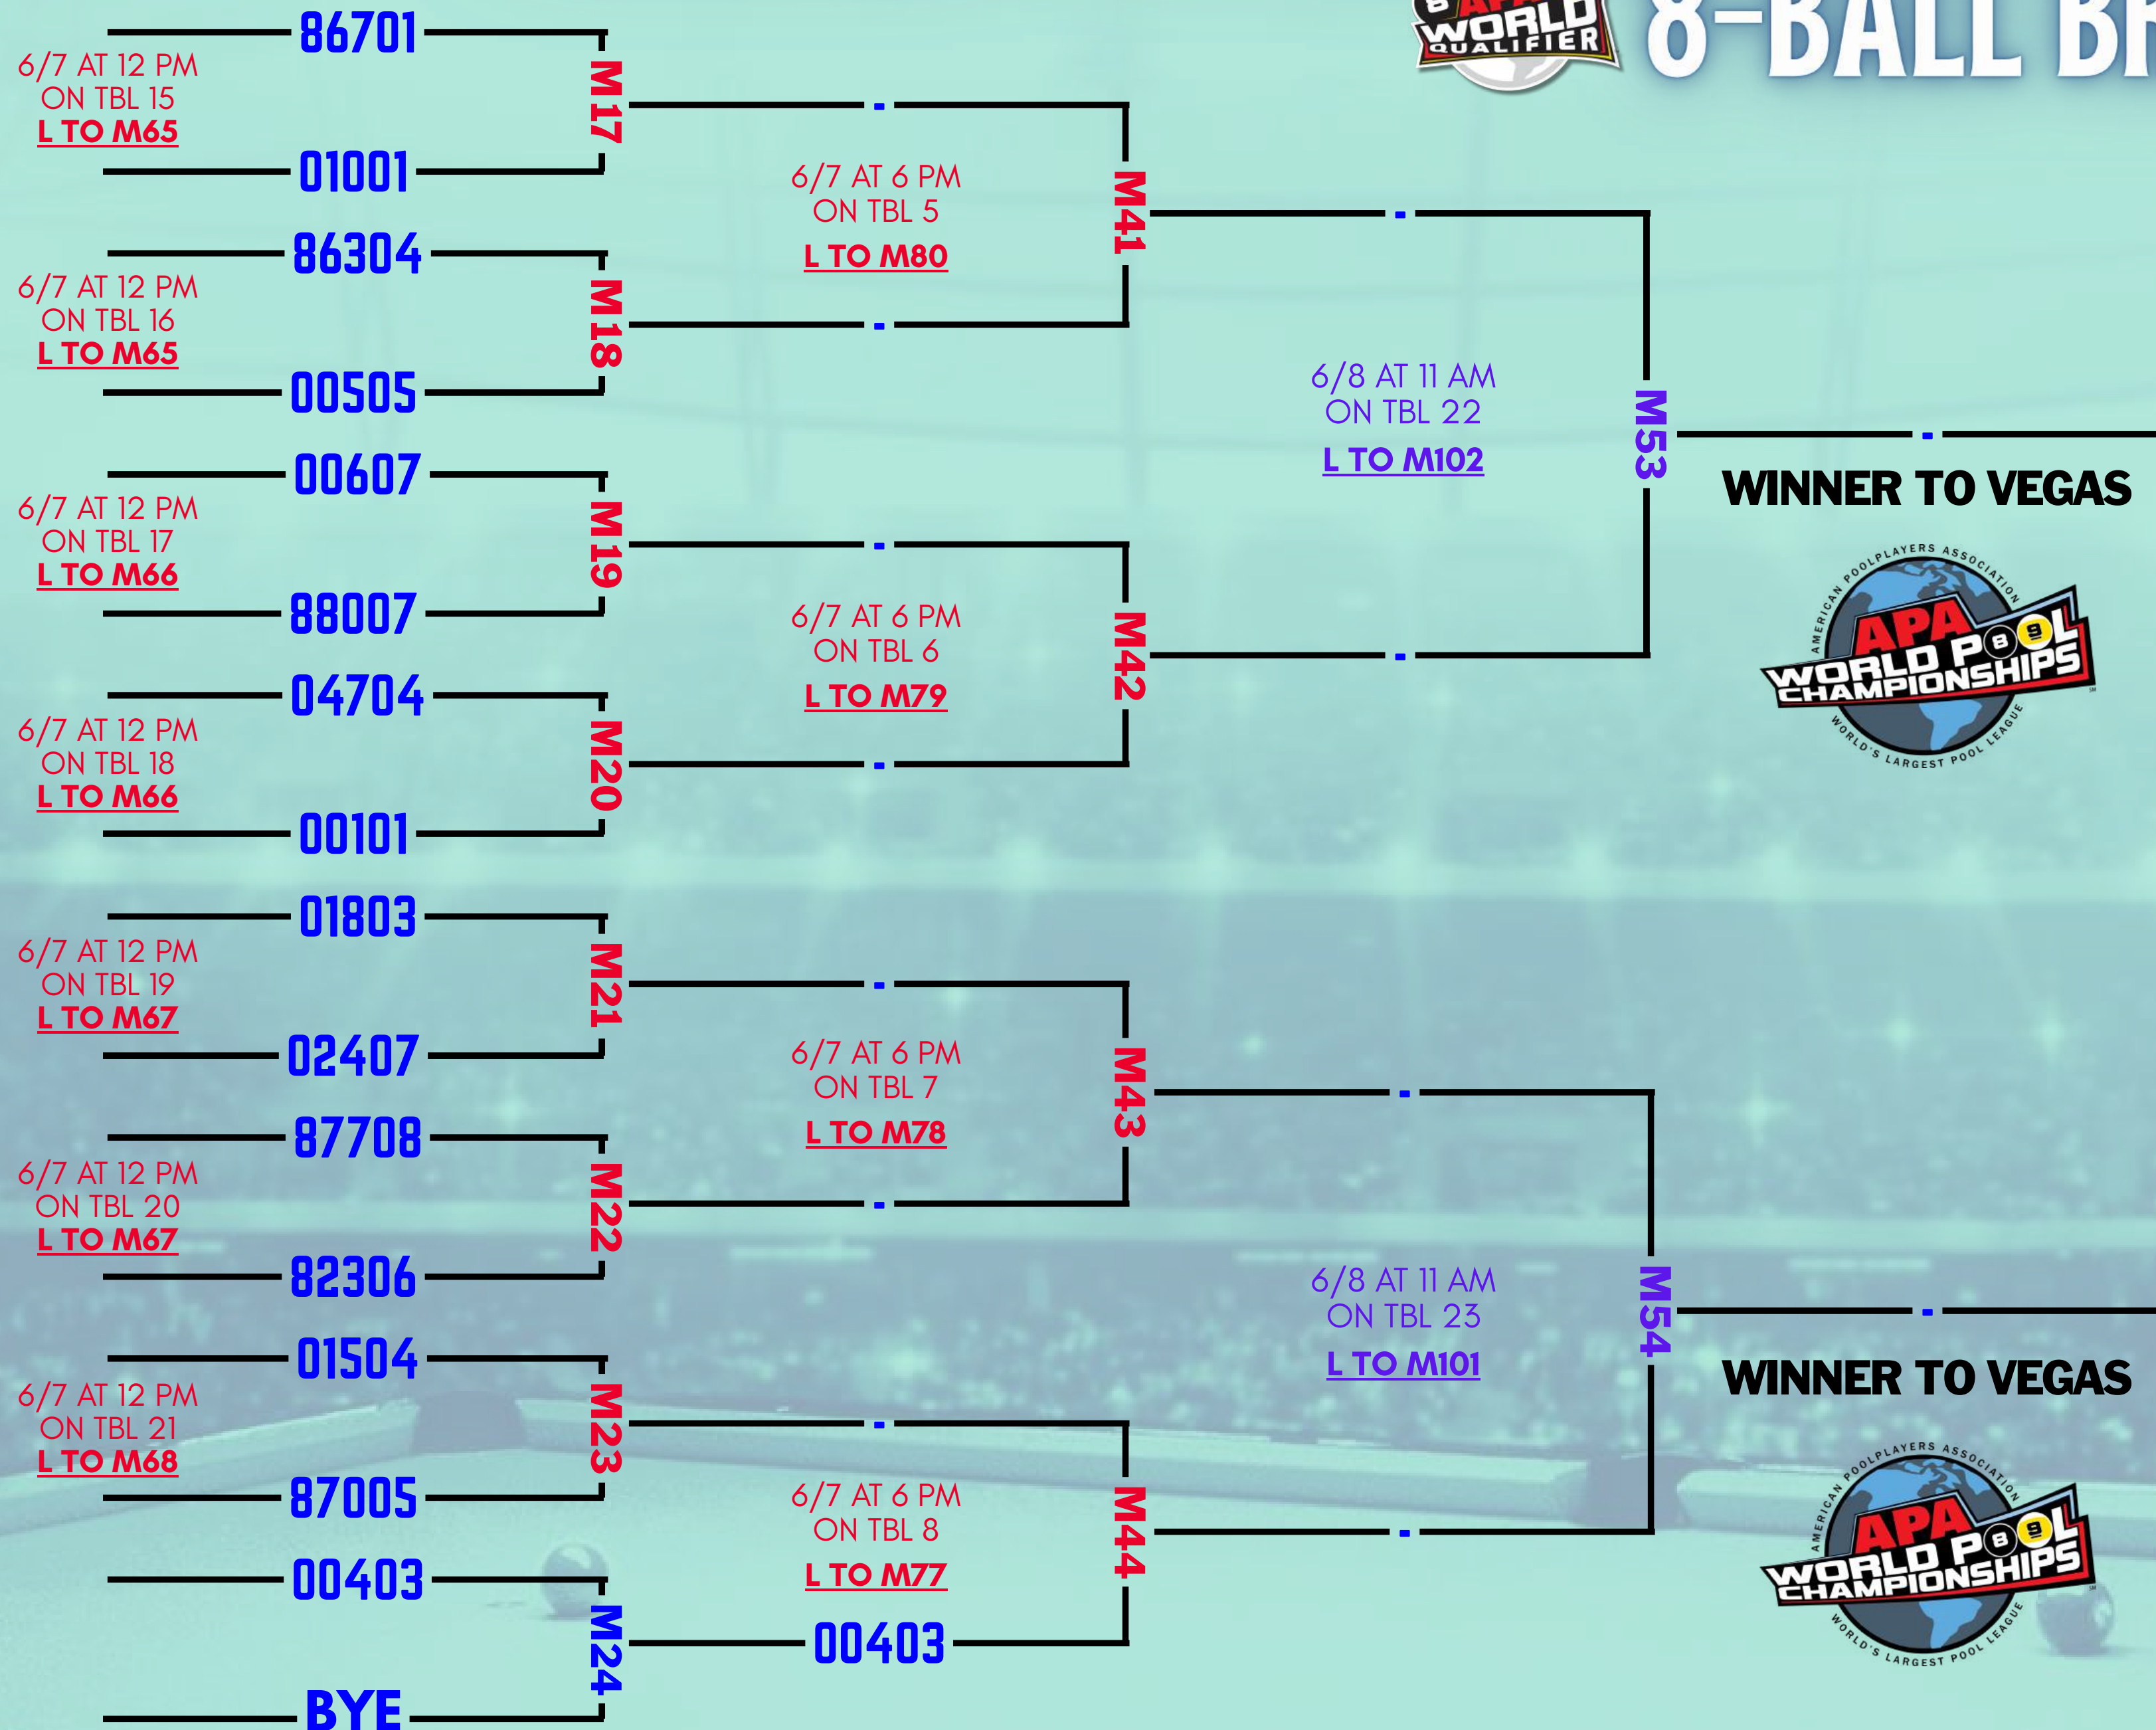 8 APA
WORLD
QUALIFIER
8-BALL BR
86701
6/7 AT 12 PM
ON TBL 15
L TO M65
01001
M17
86304
6/7 AT 12 PM
ON TBL 16
L TO M65
00505
M18
00607
6/7 AT 12 PM
ON TBL 17
L TO M66
88007
M19
04704
6/7 AT 12 PM
ON TBL 18
L TO M66
00101
M20
01803
6/7 AT 12 PM
ON TBL 19
L TO M67
02407
M21
87708
6/7 AT 12 PM
ON TBL 20
L TO M67
82306
M22
01504
6/7 AT 12 PM
ON TBL 21
L TO M68
87005
M23
00403
BYE
M24
-
6/7 AT 6 PM
ON TBL 5
L TO M80
-
M41
-
6/7 AT 6 PM
ON TBL 6
L TO M79
-
M42
-
6/7 AT 6 PM
ON TBL 7
L TO M78
-
M43
-
6/7 AT 6 PM
ON TBL 8
L TO M77
00403
M44
-
6/8 AT 11 AM
ON TBL 22
L TO M102
-
M53
-
6/8 AT 11 AM
ON TBL 23
L TO M101
-
M54
-
WINNER TO VEGAS
AMERICAN POOLPLAYERS ASSOCIATION
APA
WORLD POOL
8 9
CHAMPIONSHIPS
SM
WORLD'S LARGEST POOL LEAGUE
-
WINNER TO VEGAS
AMERICAN POOLPLAYERS ASSOCIATION
APA
WORLD POOL
8 9
CHAMPIONSHIPS
SM
WORLD'S LARGEST POOL LEAGUE